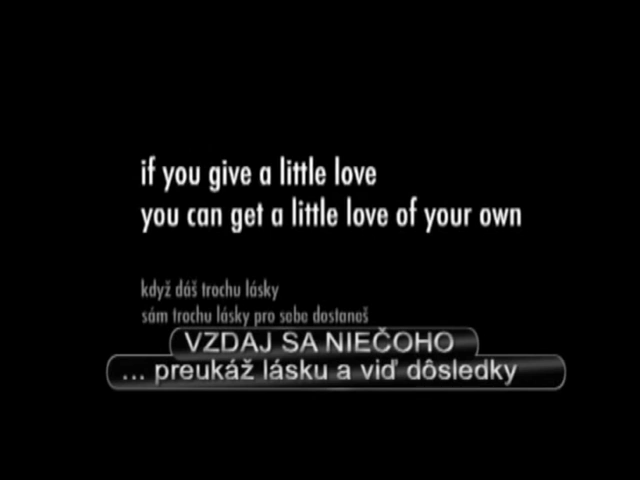 if you give a little love
you can get a little love of your own
když dáš trochu lásky
sám trochu lásky pro sebe dostaneš
VZDAJ SA NIEČOHO
... preukáž lásku a viď dôsledky